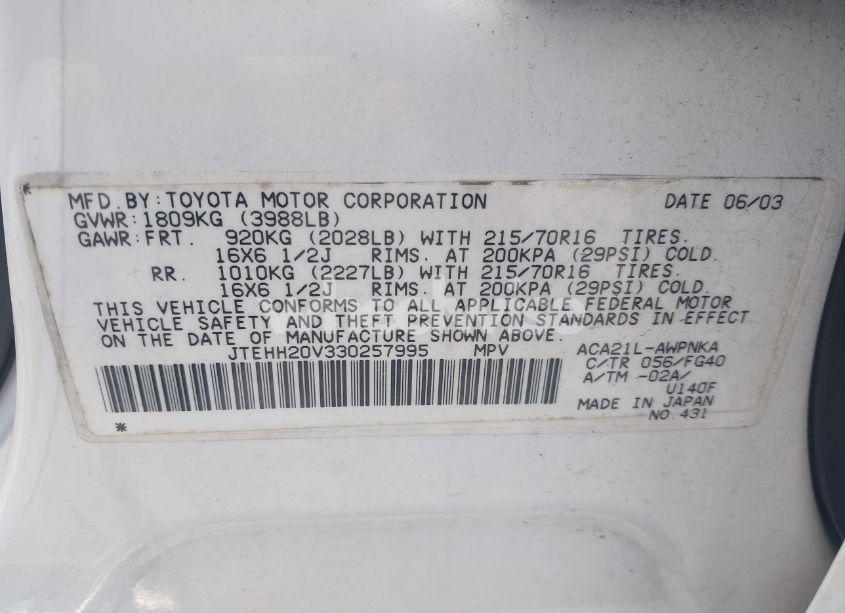 MFD.BY:TOYOTA MOTOR CORPORATION DATE 06/03
GVWR:1809KG (3988LB)
GAWR:FRT. 920KG (2028LB) WITH 215/70R16 TIRES.
16X6 1/2J RIMS. AT 200KPA (29PSI) COLD.
RR. 1010KG (2227LB) WITH 215/70R16 TIRES.
16X6 1/2J RIMS. AT 200KPA (29PSI) COLD.
THIS VEHICLE CONFORMS TO ALL APPLICABLE FEDERAL MOTOR
VEHICLE SAFETY AND THEFT PREVENTION STANDARDS IN EFFECT
ON THE DATE OF MANUFACTURE SHOWN ABOVE.
JTEHH20V330257995 MPV ACA21L-AWPNKA
C/TR 056/FG40
A/TM -02A/
U140F
MADE IN JAPAN
NO.431